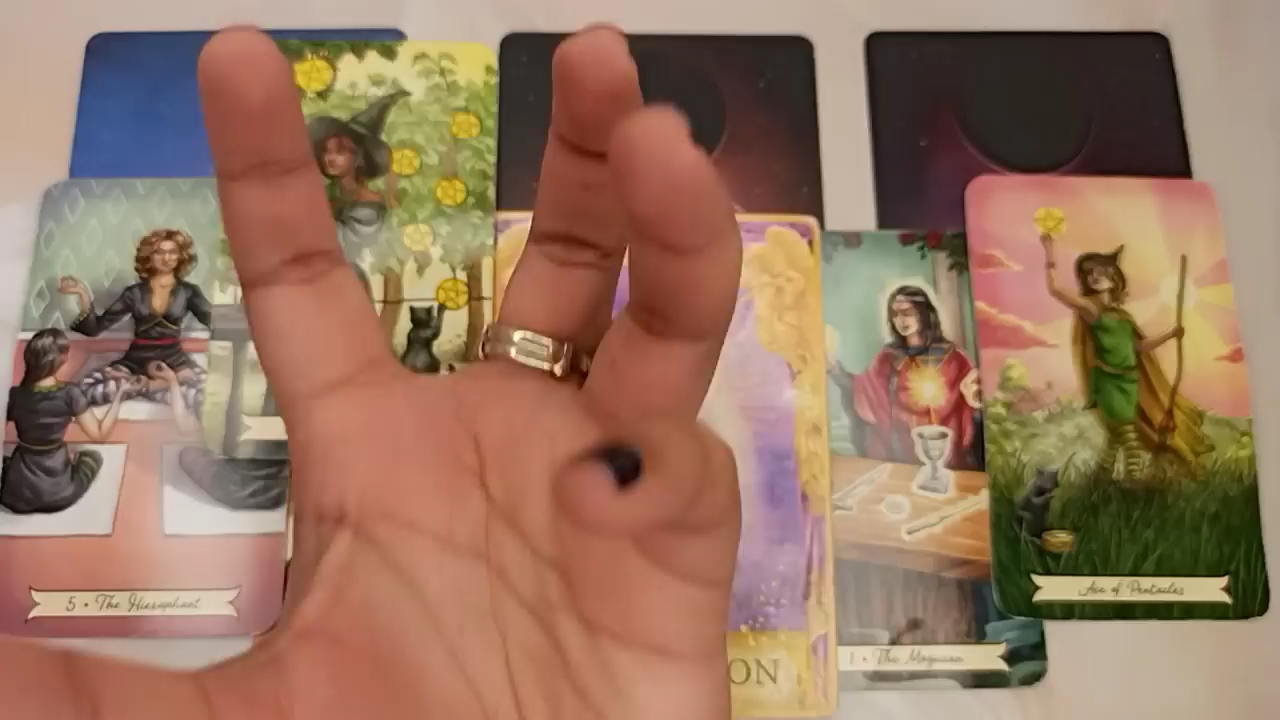 5 • The Hierophant
ON
1 • The Magician
Ace of Pentacles